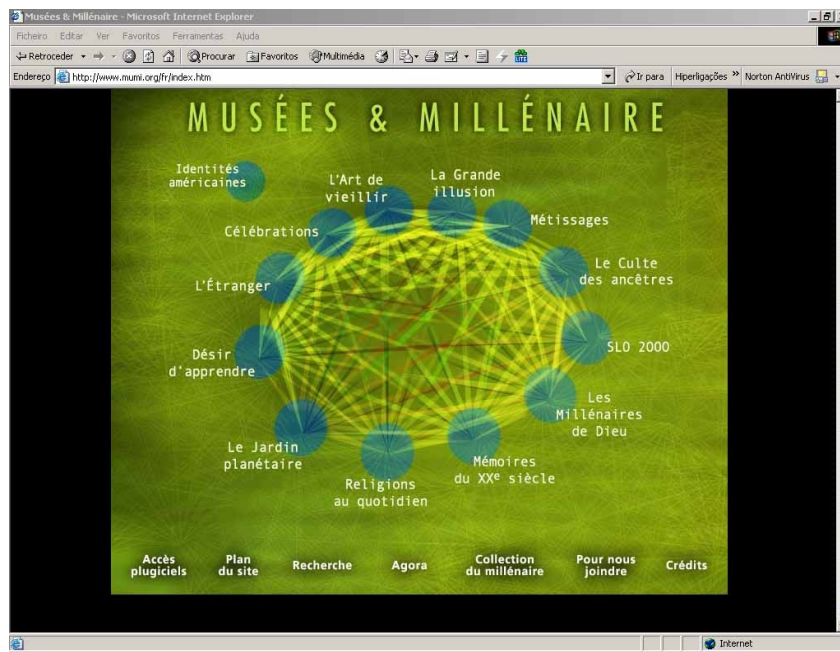 Musées & Millénaire - Microsoft Internet Explorer
Ficheiro Editar Ver Favoritos Ferramentas Ajuda
Retroceder Procurar Favoritos Multimédia
Endereço http://www.mumi.org/fr/index.htm Ir para Hiperligações » Norton AntiVirus
MUSÉES & MILLÉNAIRE
Identités
américaines
L'Art de
vieillir
La Grande
illusion
Célébrations
Métissages
L'Étranger
Le Culte
des ancêtres
Désir
d'apprendre
SLO 2000
Les
Millénaires
de Dieu
Le Jardin
planétaire
Mémoires
du XXe siècle
Religions
au quotidien
Accès
plugiciels
Plan
du site
Recherche
Agora
Collection
du millénaire
Pour nous
joindre
Crédits
Internet